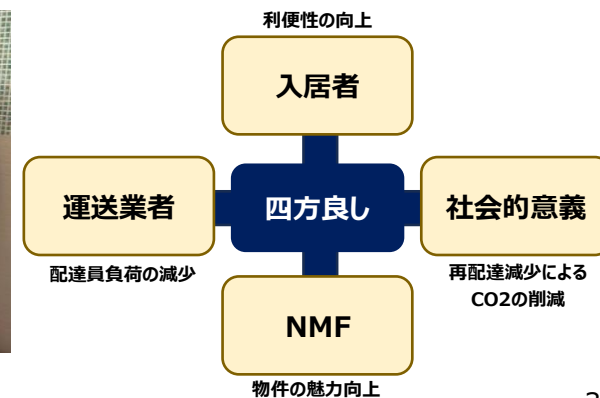 利便性の向上
入居者
運送業者
四方良し
社会的意義
配達員負荷の減少
再配達減少による
CO2の削減
NMF
物件の魅力向上